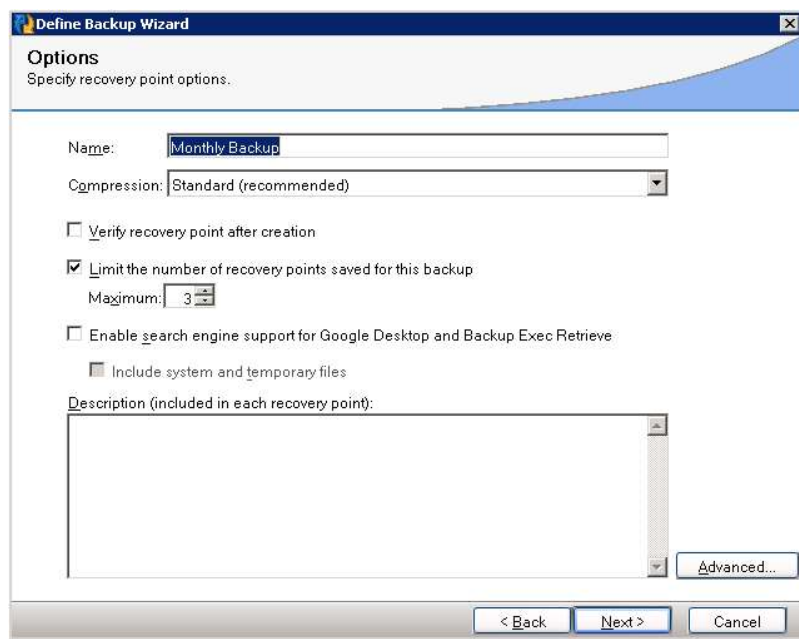 Define Backup Wizard
Options
Specify recovery point options.
Name: Monthly Backup
Compression: Standard (recommended)
Verify recovery point after creation
Limit the number of recovery points saved for this backup
Maximum: 3
Enable search engine support for Google Desktop and Backup Exec Retrieve
Include system and temporary files
Description (included in each recovery point):
Advanced...
< Back Next > Cancel